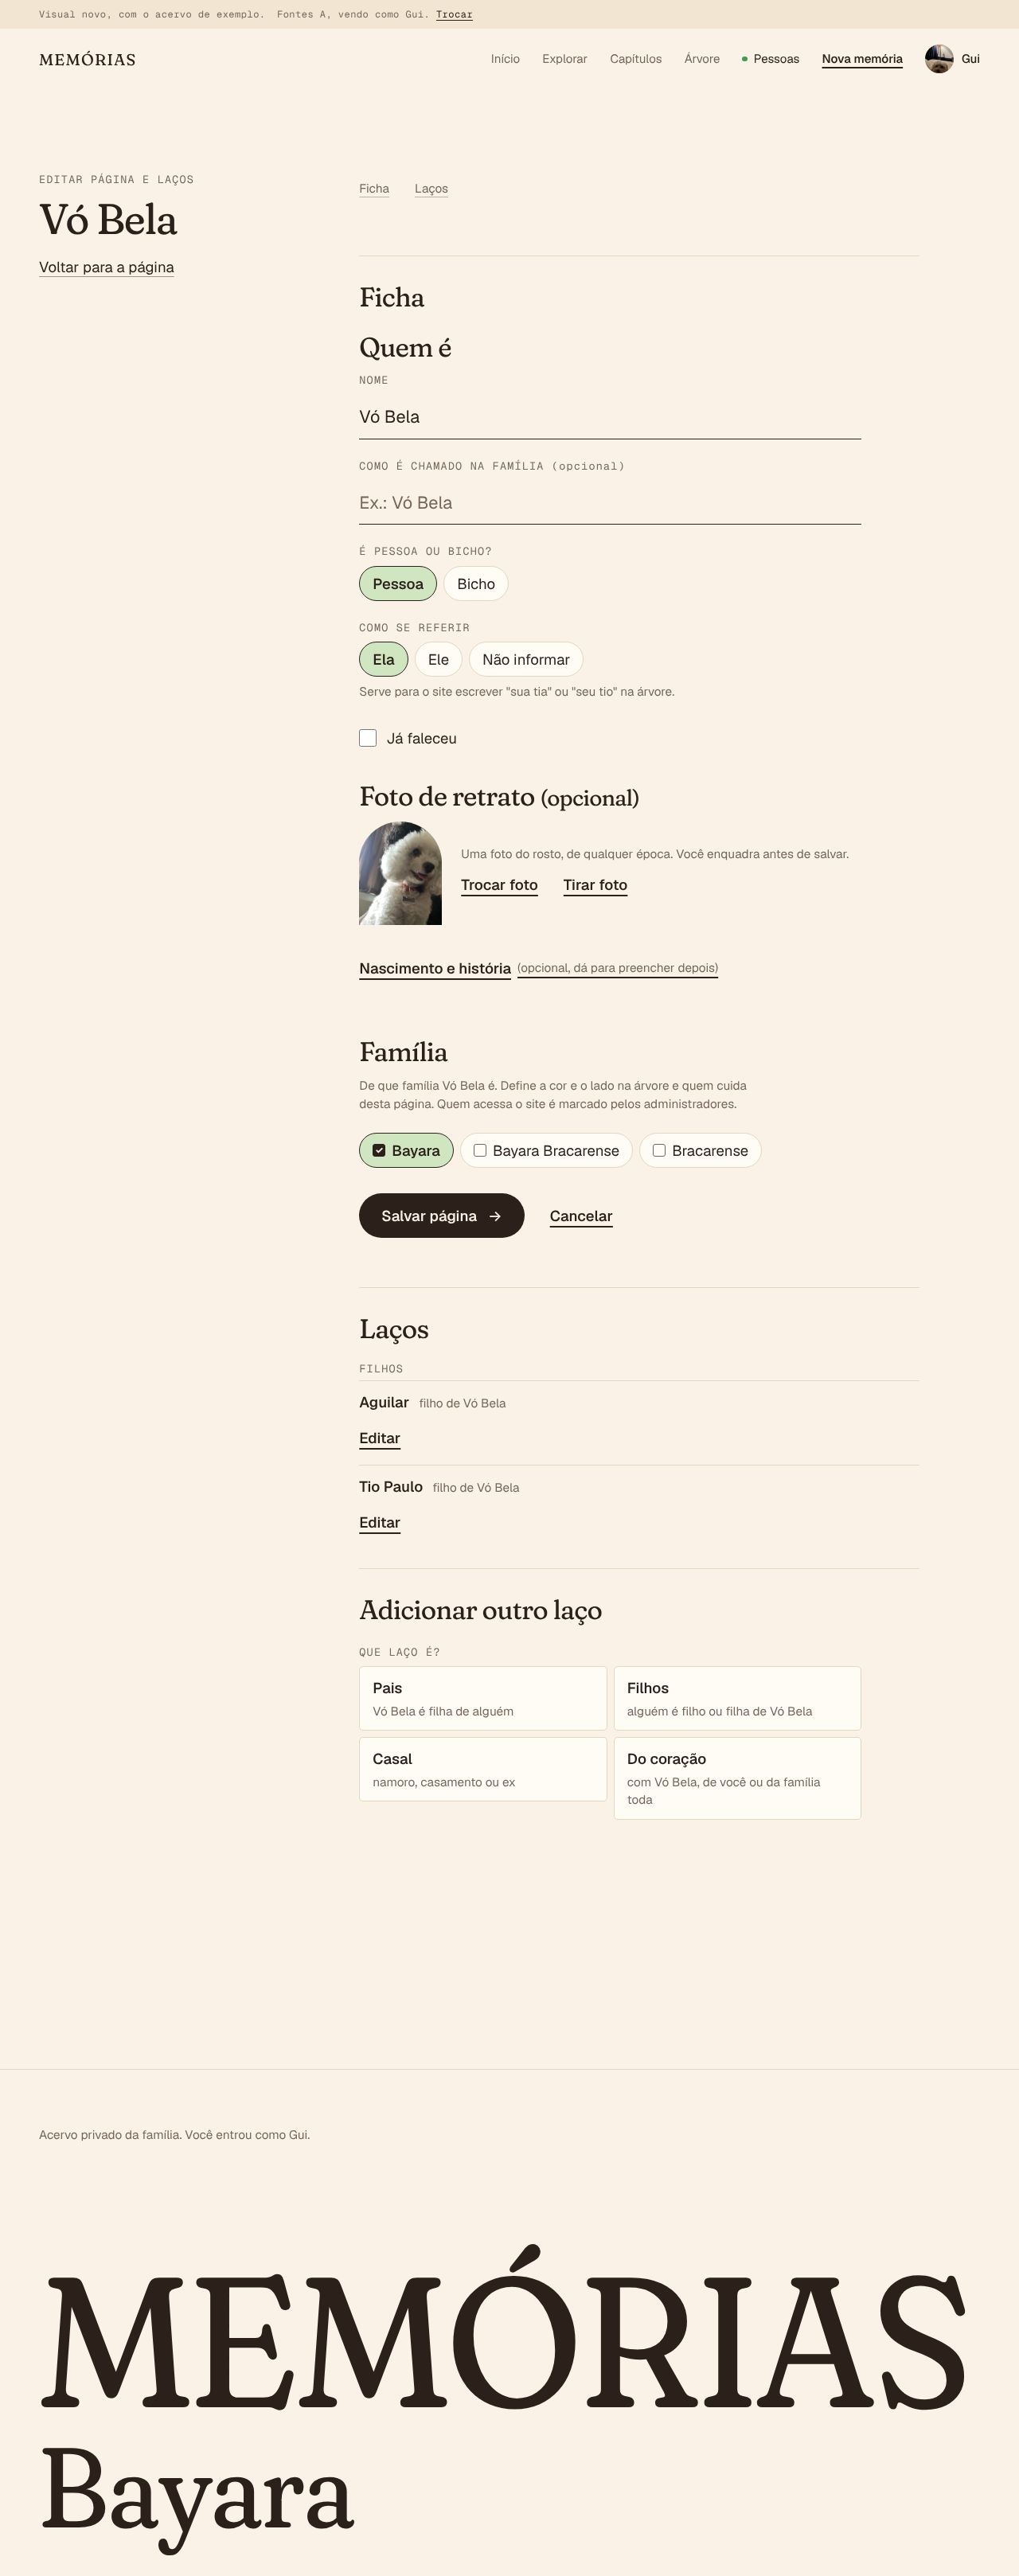 Visual novo, com o acervo de exemplo. Fontes A, vendo como Gui. Trocar
MEMÓRIAS
Início Explorar Capítulos Árvore Pessoas Nova memória Gui
EDITAR PÁGINA E LAÇOS
Vó Bela
Voltar para a página
Ficha Laços
Ficha
Quem é
NOME
Vó Bela
COMO É CHAMADO NA FAMÍLIA (opcional)
Ex.: Vó Bela
É PESSOA OU BICHO?
Pessoa Bicho
COMO SE REFERIR
Ela Ele Não informar
Serve para o site escrever "sua tia" ou "seu tio" na árvore.
Já faleceu
Foto de retrato (opcional)
Uma foto do rosto, de qualquer época. Você enquadra antes de salvar.
Trocar foto Tirar foto
Nascimento e história (opcional, dá para preencher depois)
Família
De que família Vó Bela é. Define a cor e o lado na árvore e quem cuida
desta página. Quem acessa o site é marcado pelos administradores.
Bayara Bayara Bracarense Bracarense
Salvar página → Cancelar
Laços
FILHOS
Aguilar filho de Vó Bela
Editar
Tio Paulo filho de Vó Bela
Editar
Adicionar outro laço
QUE LAÇO É?
Pais
Vó Bela é filha de alguém
Filhos
alguém é filho ou filha de Vó Bela
Casal
namoro, casamento ou ex
Do coração
com Vó Bela, de você ou da família
toda
Acervo privado da família. Você entrou como Gui.
MEMÓRIAS
Bayara